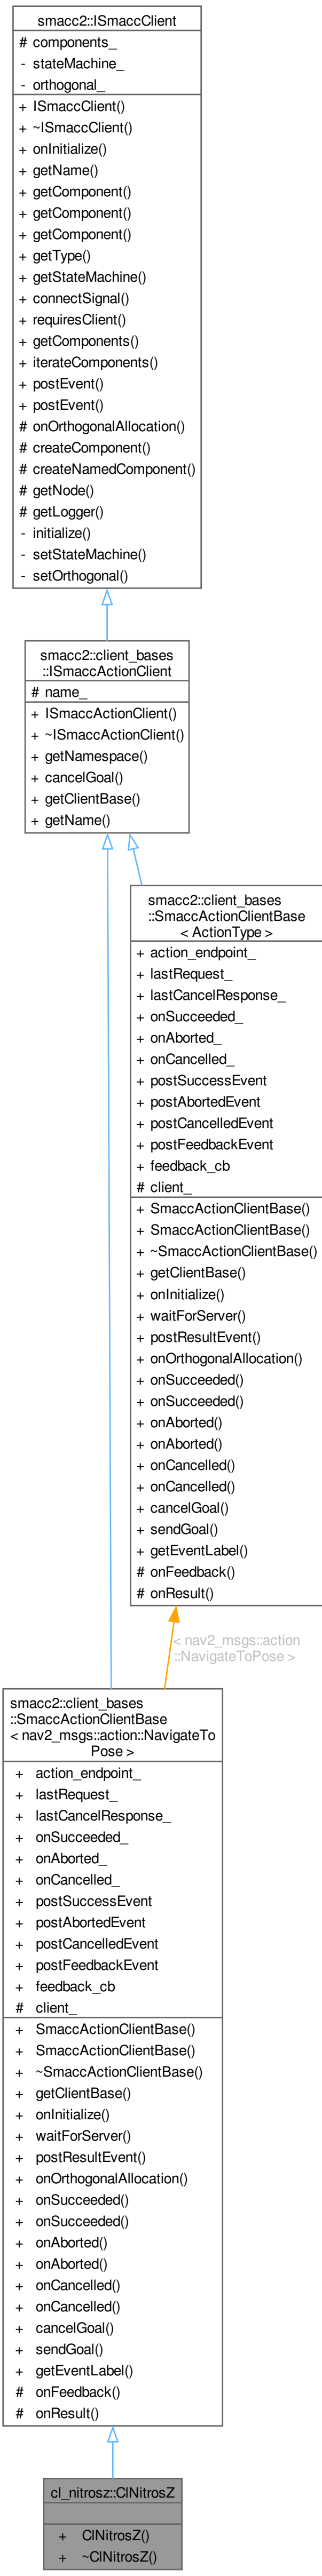 smacc2::ISmaccClient
# components_
- stateMachine_
- orthogonal_
+ ISmaccClient()
+ ~ISmaccClient()
+ onInitialize()
+ getName()
+ getComponent()
+ getComponent()
+ getComponent()
+ getType()
+ getStateMachine()
+ connectSignal()
+ requiresClient()
+ getComponents()
+ iterateComponents()
+ postEvent()
+ postEvent()
# onOrthogonalAllocation()
# createComponent()
# createNamedComponent()
# getNode()
# getLogger()
- initialize()
- setStateMachine()
- setOrthogonal()
smacc2::client_bases
::ISmaccActionClient
# name_
+ ISmaccActionClient()
+ ~ISmaccActionClient()
+ getNamespace()
+ cancelGoal()
+ getClientBase()
+ getName()
smacc2::client_bases
::SmaccActionClientBase
< ActionType >
+ action_endpoint_
+ lastRequest_
+ lastCancelResponse_
+ onSucceeded_
+ onAborted_
+ onCancelled_
+ postSuccessEvent
+ postAbortedEvent
+ postCancelledEvent
+ postFeedbackEvent
+ feedback_cb
# client_
+ SmaccActionClientBase()
+ SmaccActionClientBase()
+ ~SmaccActionClientBase()
+ getClientBase()
+ onInitialize()
+ waitForServer()
+ postResultEvent()
+ onOrthogonalAllocation()
+ onSucceeded()
+ onSucceeded()
+ onAborted()
+ onAborted()
+ onCancelled()
+ onCancelled()
+ cancelGoal()
+ sendGoal()
+ getEventLabel()
# onFeedback()
# onResult()
< nav2_msgs::action
::NavigateToPose >
smacc2::client_bases
::SmaccActionClientBase
< nav2_msgs::action::NavigateTo
Pose >
+ action_endpoint_
+ lastRequest_
+ lastCancelResponse_
+ onSucceeded_
+ onAborted_
+ onCancelled_
+ postSuccessEvent
+ postAbortedEvent
+ postCancelledEvent
+ postFeedbackEvent
+ feedback_cb
# client_
+ SmaccActionClientBase()
+ SmaccActionClientBase()
+ ~SmaccActionClientBase()
+ getClientBase()
+ onInitialize()
+ waitForServer()
+ postResultEvent()
+ onOrthogonalAllocation()
+ onSucceeded()
+ onSucceeded()
+ onAborted()
+ onAborted()
+ onCancelled()
+ onCancelled()
+ cancelGoal()
+ sendGoal()
+ getEventLabel()
# onFeedback()
# onResult()
cl_nitrosz::ClNitrosZ
+ ClNitrosZ()
+ ~ClNitrosZ()